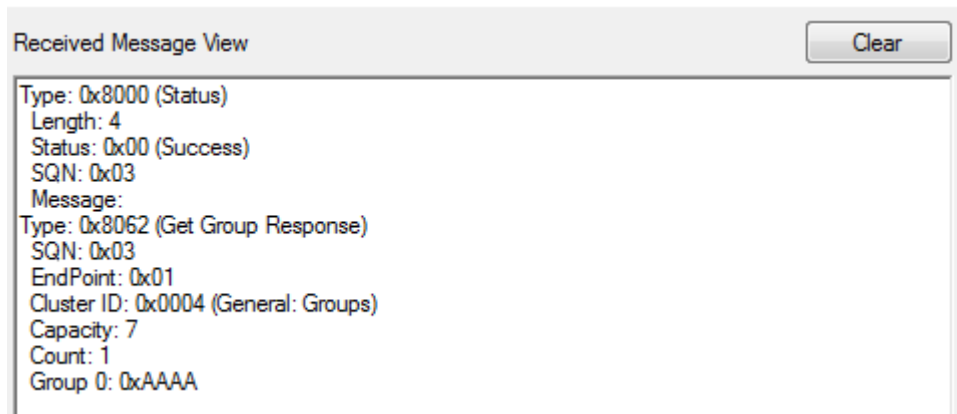 Received Message View
Clear
Type: 0x8000 (Status)
Length: 4
Status: 0x00 (Success)
SQN: 0x03
Message:
Type: 0x8062 (Get Group Response)
SQN: 0x03
EndPoint: 0x01
Cluster ID: 0x0004 (General: Groups)
Capacity: 7
Count: 1
Group 0: 0xAAAA